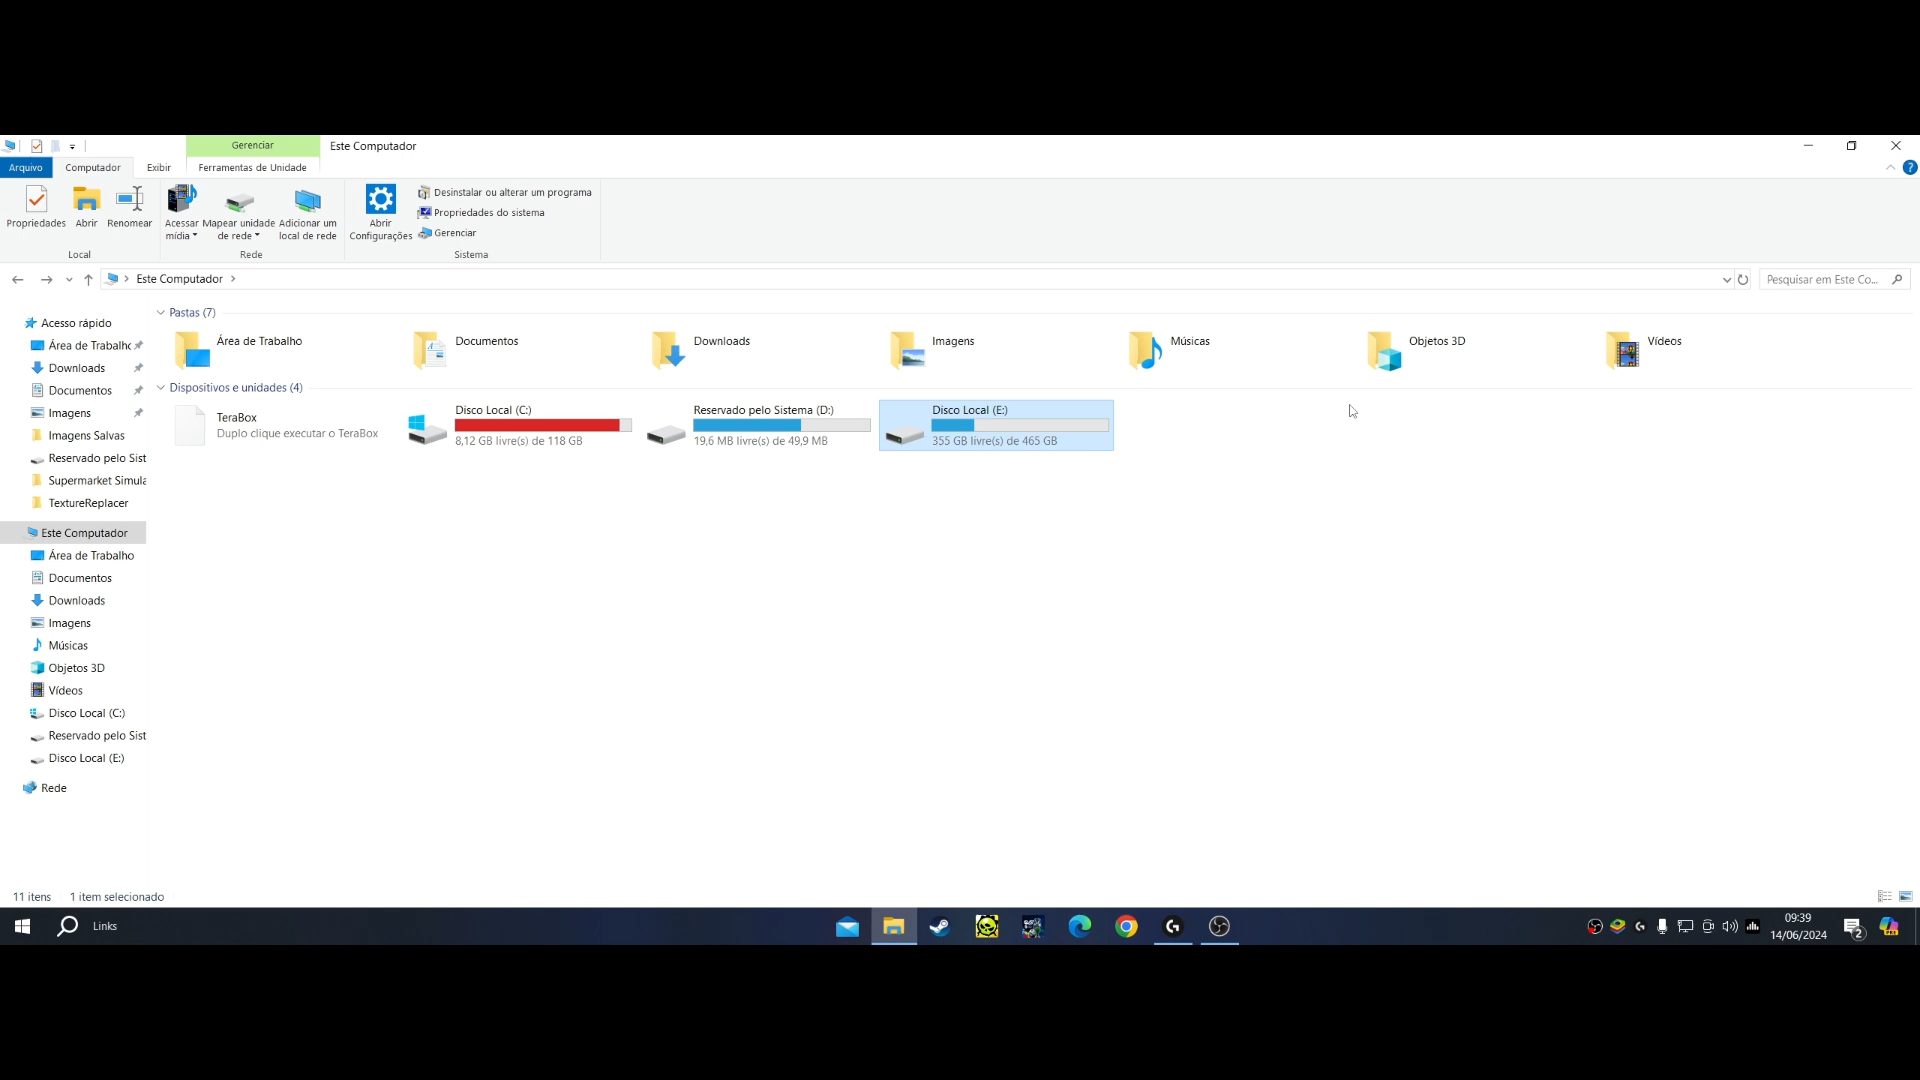 Gerenciar
Este Computador
Arquivo
Computador
Exibir
Ferramentas de Unidade
Propriedades
Abrir
Renomear
Acessar
mídia
Mapear unidade
de rede
Adicionar um
local de rede
Abrir
Configurações
Desinstalar ou alterar um programa
Propriedades do sistema
Gerenciar
Local
Rede
Sistema
Este Computador
Pesquisar em Este Co...
Acesso rápido
Área de Trabalho
Downloads
Documentos
Imagens
Imagens Salvas
Reservado pelo Sist
Supermarket Simula
TextureReplacer
Este Computador
Área de Trabalho
Documentos
Downloads
Imagens
Músicas
Objetos 3D
Vídeos
Disco Local (C:)
Reservado pelo Sist
Disco Local (E:)
Rede
Pastas (7)
Área de Trabalho
Documentos
Downloads
Imagens
Músicas
Objetos 3D
Vídeos
Dispositivos e unidades (4)
TeraBox
Duplo clique executar o TeraBox
Disco Local (C:)
8,12 GB livre(s) de 118 GB
Reservado pelo Sistema (D:)
19,6 MB livre(s) de 49,9 MB
Disco Local (E:)
355 GB livre(s) de 465 GB
11 itens
1 item selecionado
Links
09:39
14/06/2024
2